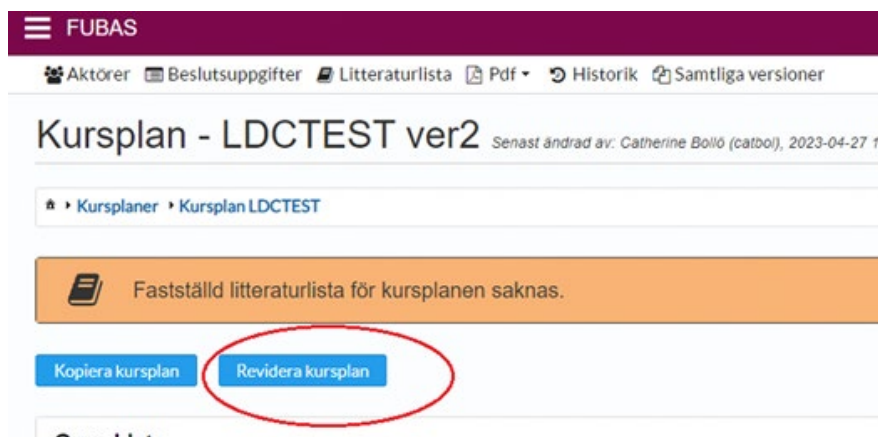 FUBAS
Aktörer Beslutsuppgifter Litteraturlista Pdf Historik Samtliga versioner
Kursplan - LDCTEST ver2 Senast ändrad av: Catherine Bollö (catbol), 2023-04-27
Kursplaner Kursplan LDCTEST
Fastställd litteraturlista för kursplanen saknas.
Kopiera kursplan Revidera kursplan